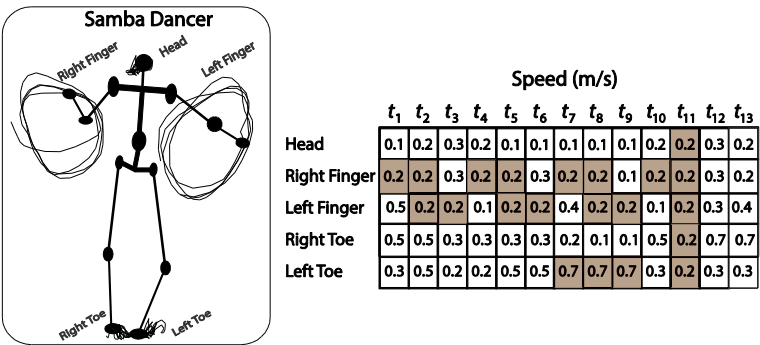 Samba Dancer
Head
Right Finger
Left Finger
Right Toe
Left Toe
Speed (m/s)
t1 t2 t3 t4 t5 t6 t7 t8 t9 t10 t11 t12 t13
Head 0.1 0.2 0.3 0.2 0.1 0.1 0.1 0.1 0.1 0.2 0.2 0.3 0.2
Right Finger 0.2 0.2 0.3 0.2 0.2 0.3 0.2 0.2 0.1 0.2 0.2 0.3 0.2
Left Finger 0.5 0.2 0.2 0.1 0.2 0.2 0.4 0.2 0.2 0.1 0.2 0.3 0.4
Right Toe 0.5 0.5 0.3 0.3 0.3 0.3 0.2 0.1 0.1 0.5 0.2 0.7 0.7
Left Toe 0.3 0.5 0.2 0.2 0.5 0.5 0.7 0.7 0.7 0.3 0.2 0.3 0.3